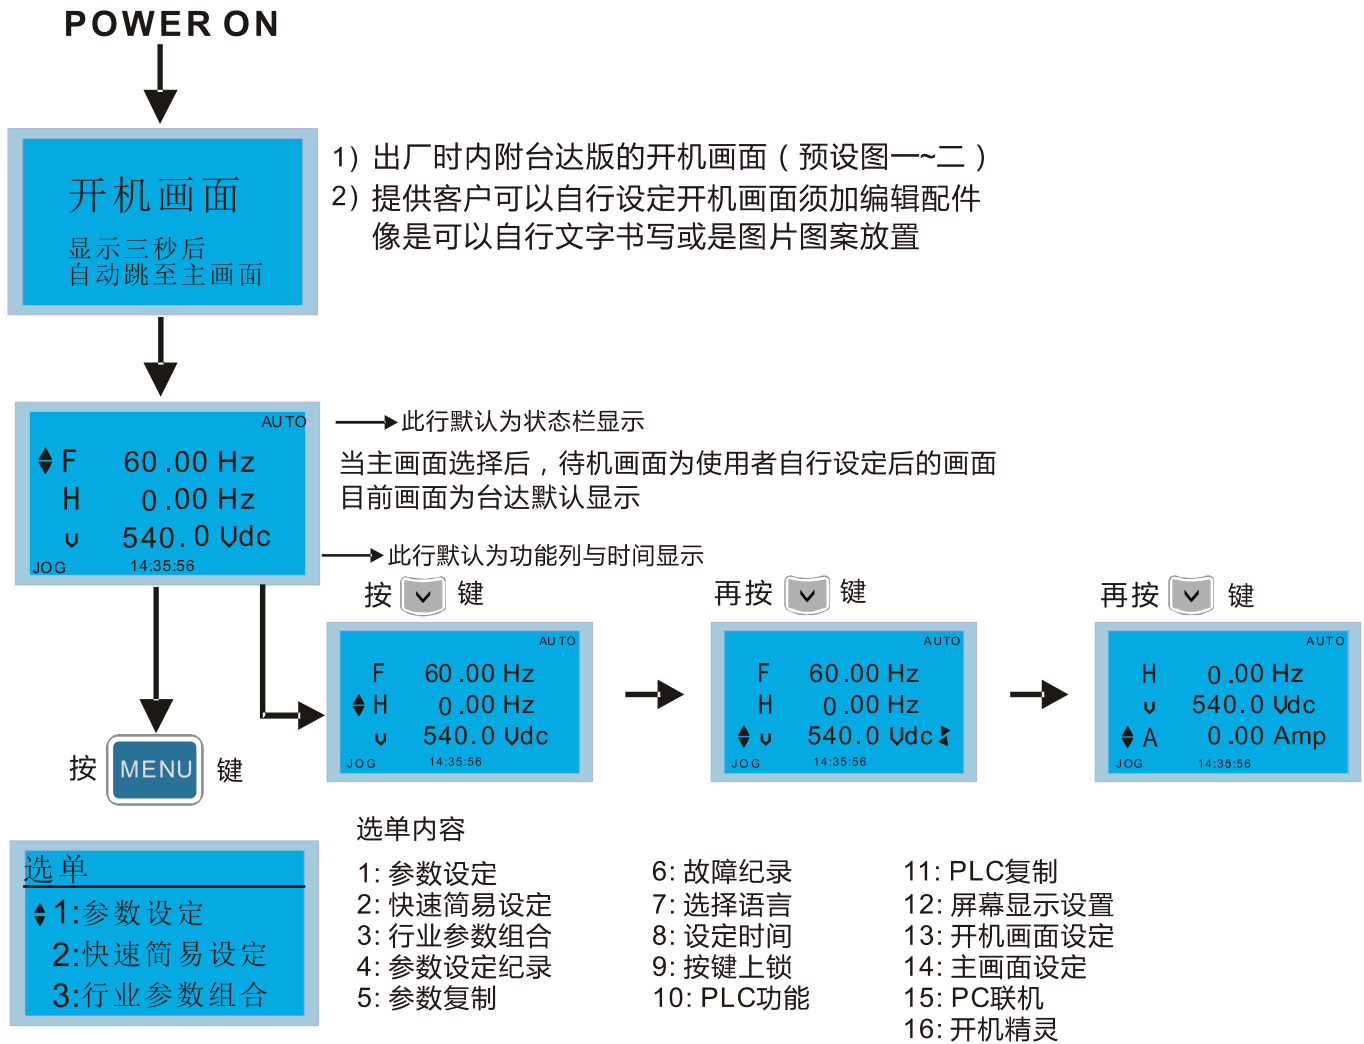 POWER ON
开机画面
显示三秒后
自动跳至主画面
1) 出厂时内附台达版的开机画面(预设图一~二)
2) 提供客户可以自行设定开机画面须加编辑配件
像是可以自行文字书写或是图片图案放置
AUTO
F 60.00 Hz
H 0.00 Hz
u 540.0 Vdc
JOG 14:35:56
此行默认为状态栏显示
当主画面选择后,待机画面为使用者自行设定后的画面
目前画面为台达默认显示
此行默认为功能列与时间显示
按 键
AUTO
F 60.00 Hz
H 0.00 Hz
u 540.0 Vdc
JOG 14:35:56
再按 键
AUTO
F 60.00 Hz
H 0.00 Hz
u 540.0 Vdc
JOG 14:35:56
再按 键
AUTO
H 0.00 Hz
u 540.0 Vdc
A 0.00 Amp
JOG 14:35:56
按 MENU 键
选单
1:参数设定
2:快速简易设定
3:行业参数组合
选单内容
1: 参数设定
2: 快速简易设定
3: 行业参数组合
4: 参数设定纪录
5: 参数复制
6: 故障纪录
7: 选择语言
8: 设定时间
9: 按键上锁
10: PLC功能
11: PLC复制
12: 屏幕显示设置
13: 开机画面设定
14: 主画面设定
15: PC联机
16: 开机精灵